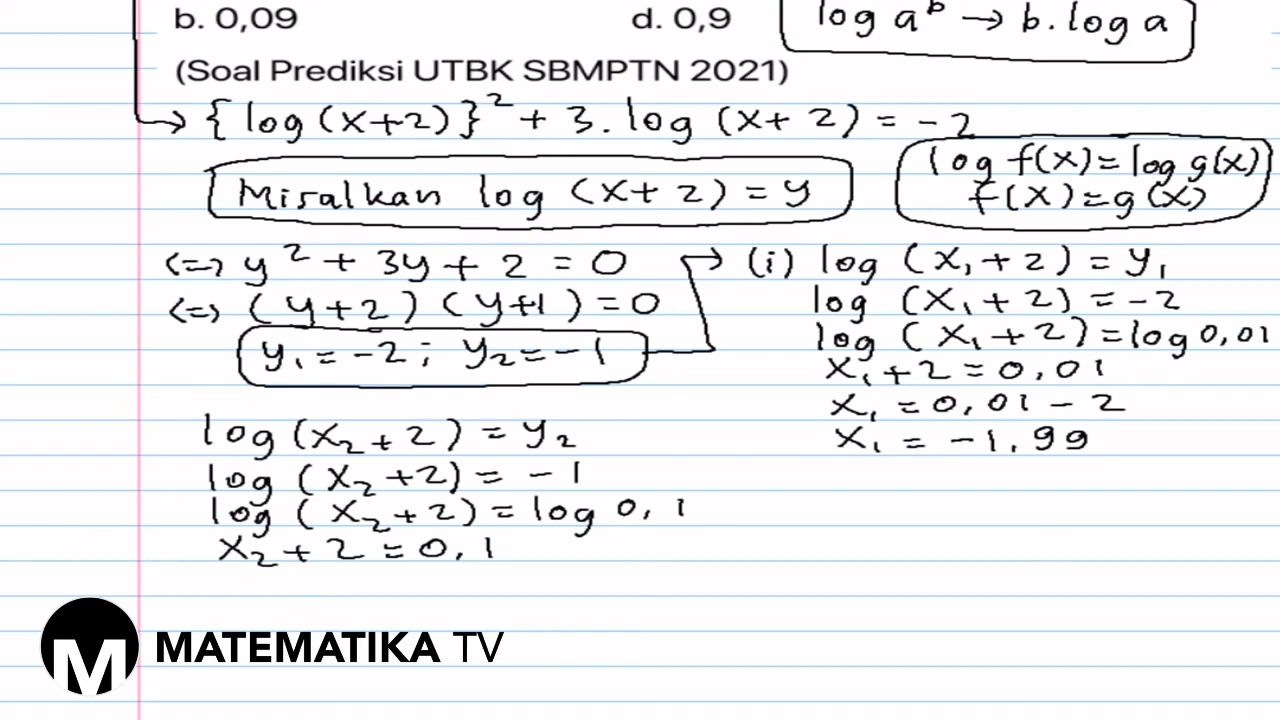 b. 0,09
d. 0,9
log aᵇ → b. log a
(Soal Prediksi UTBK SBMPTN 2021)
{log (x+2)}² + 3. log (x+2) = -2
Misalkan log (x+2) = y
log f(x) = log g(x)
f(x) = g(x)
<=> y² + 3y + 2 = 0
<=> (y+2) (y+1) = 0
y₁ = -2 ; y₂ = -1
(i) log (x₁ + 2) = y₁
log (x₁ + 2) = -2
log (x₁ + 2) = log 0,01
x₁ + 2 = 0,01
x₁ = 0,01 - 2
x₁ = -1,99
log (x₂ + 2) = y₂
log (x₂ + 2) = -1
log (x₂ + 2) = log 0,1
x₂ + 2 = 0,1
M MATEMATIKA TV